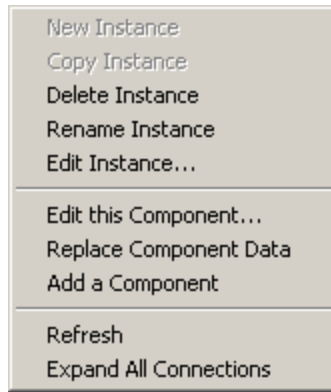 New Instance
Copy Instance
Delete Instance
Rename Instance
Edit Instance...
Edit this Component...
Replace Component Data
Add a Component
Refresh
Expand All Connections